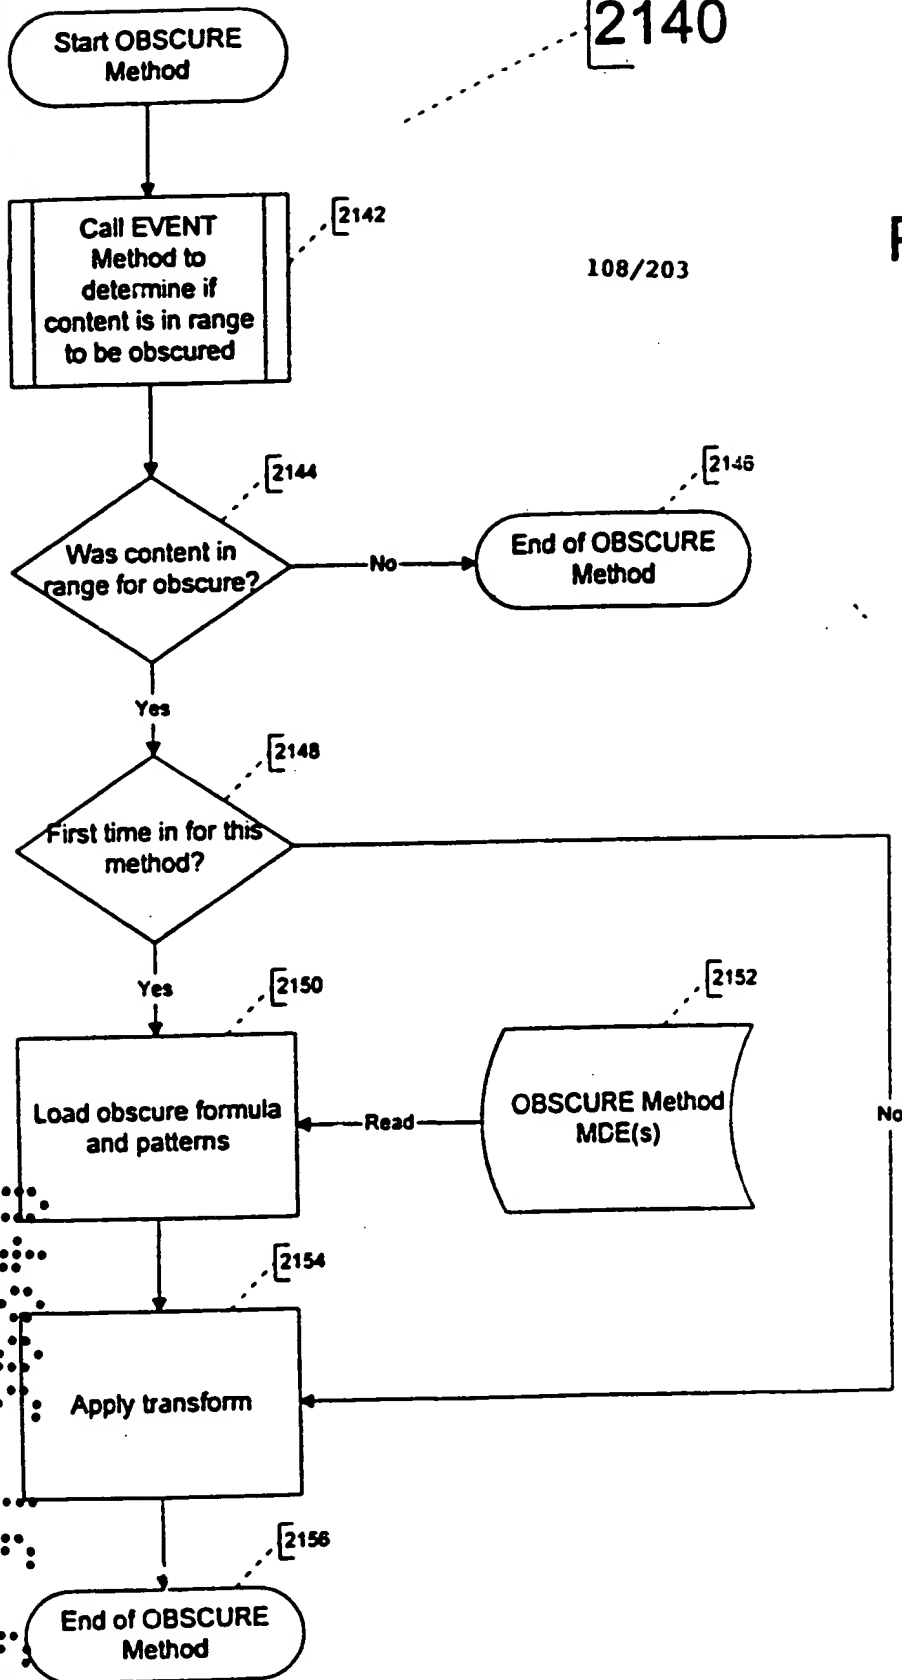 Start OBSCURE
Method
2140
Call EVENT
Method to
determine if
content is in range
to be obscured
2142
108/203
2144
2146
Was content in
range for obscure?
No
End of OBSCURE
Method
Yes
2148
First time in for this
method?
Yes
2150
2152
Load obscure formula
and patterns
Read
OBSCURE Method
MDE(s)
No
2154
Apply transform
2156
End of OBSCURE
Method